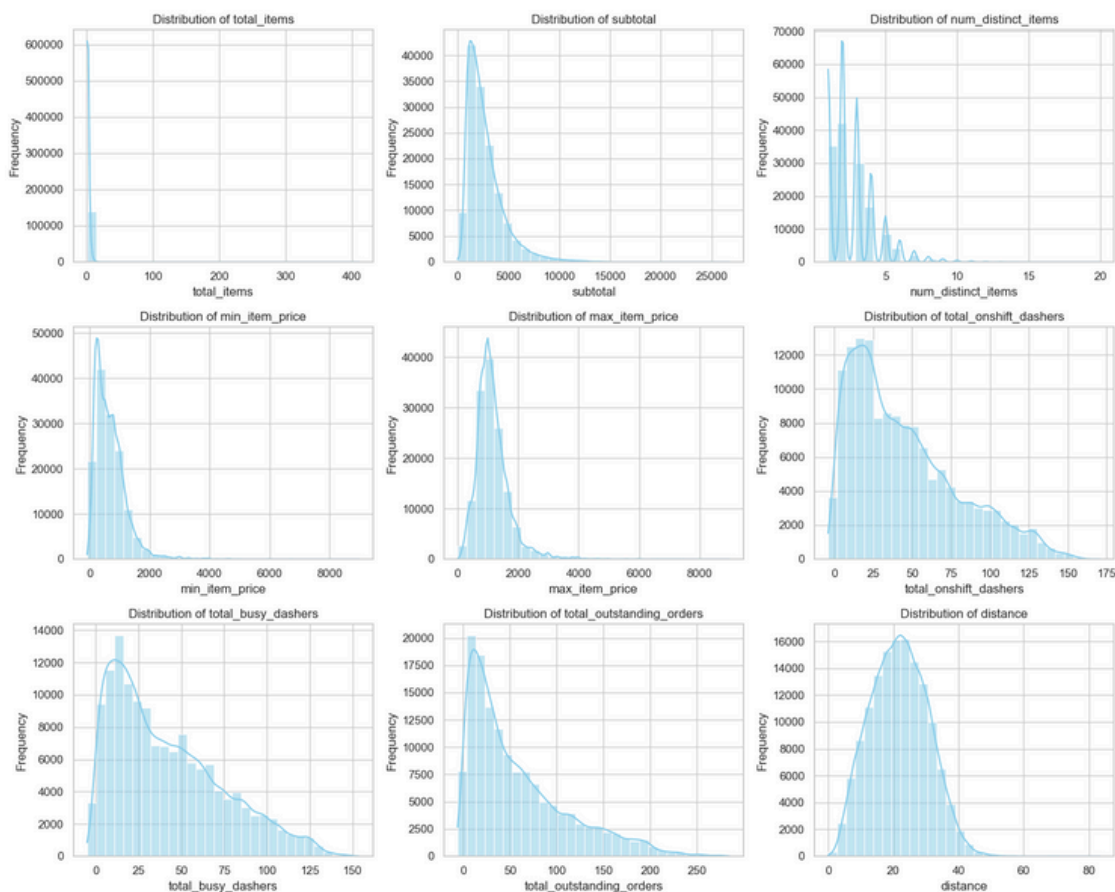 Distribution of total_items
Frequency
600000
500000
400000
300000
200000
100000
0
0 100 200 300 400
total_items
Distribution of subtotal
Frequency
40000
35000
30000
25000
20000
15000
10000
5000
0
0 5000 10000 15000 20000 25000
subtotal
Distribution of num_distinct_items
Frequency
70000
60000
50000
40000
30000
20000
10000
0
5 10 15 20
num_distinct_items
Distribution of min_item_price
Frequency
50000
40000
30000
20000
10000
0
0 2000 4000 6000 8000
min_item_price
Distribution of max_item_price
Frequency
40000
30000
20000
10000
0
0 2000 4000 6000 8000
max_item_price
Distribution of total_onshift_dashers
Frequency
12000
10000
8000
6000
4000
2000
0
0 25 50 75 100 125 150 175
total_onshift_dashers
Distribution of total_busy_dashers
Frequency
14000
12000
10000
8000
6000
4000
2000
0
0 25 50 75 100 125 150
total_busy_dashers
Distribution of total_outstanding_orders
Frequency
20000
17500
15000
12500
10000
7500
5000
2500
0
0 50 100 150 200 250
total_outstanding_orders
Distribution of distance
Frequency
16000
14000
12000
10000
8000
6000
4000
2000
0
0 20 40 60 80
distance